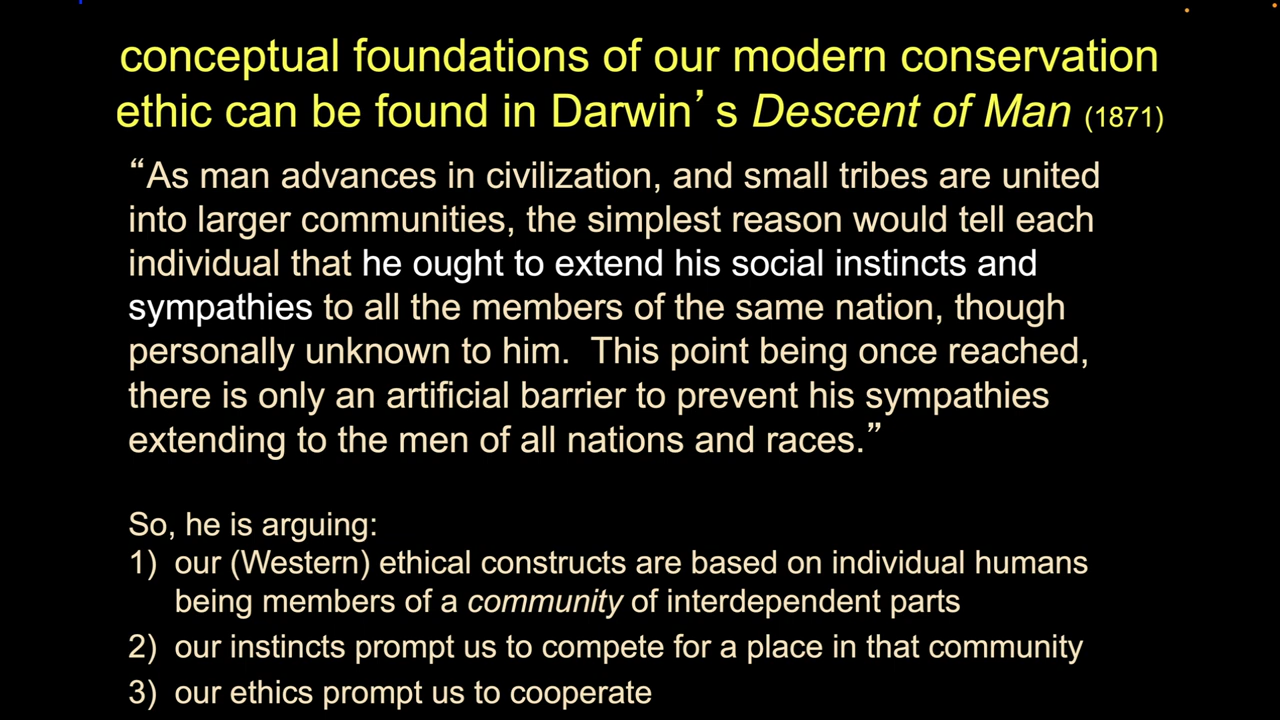 conceptual foundations of our modern conservation
ethic can be found in Darwin’s Descent of Man (1871)
“As man advances in civilization, and small tribes are united
into larger communities, the simplest reason would tell each
individual that he ought to extend his social instincts and
sympathies to all the members of the same nation, though
personally unknown to him.  This point being once reached,
there is only an artificial barrier to prevent his sympathies
extending to the men of all nations and races.”
So, he is arguing:
1) our (Western) ethical constructs are based on individual humans
being members of a community of interdependent parts
2) our instincts prompt us to compete for a place in that community
3) our ethics prompt us to cooperate